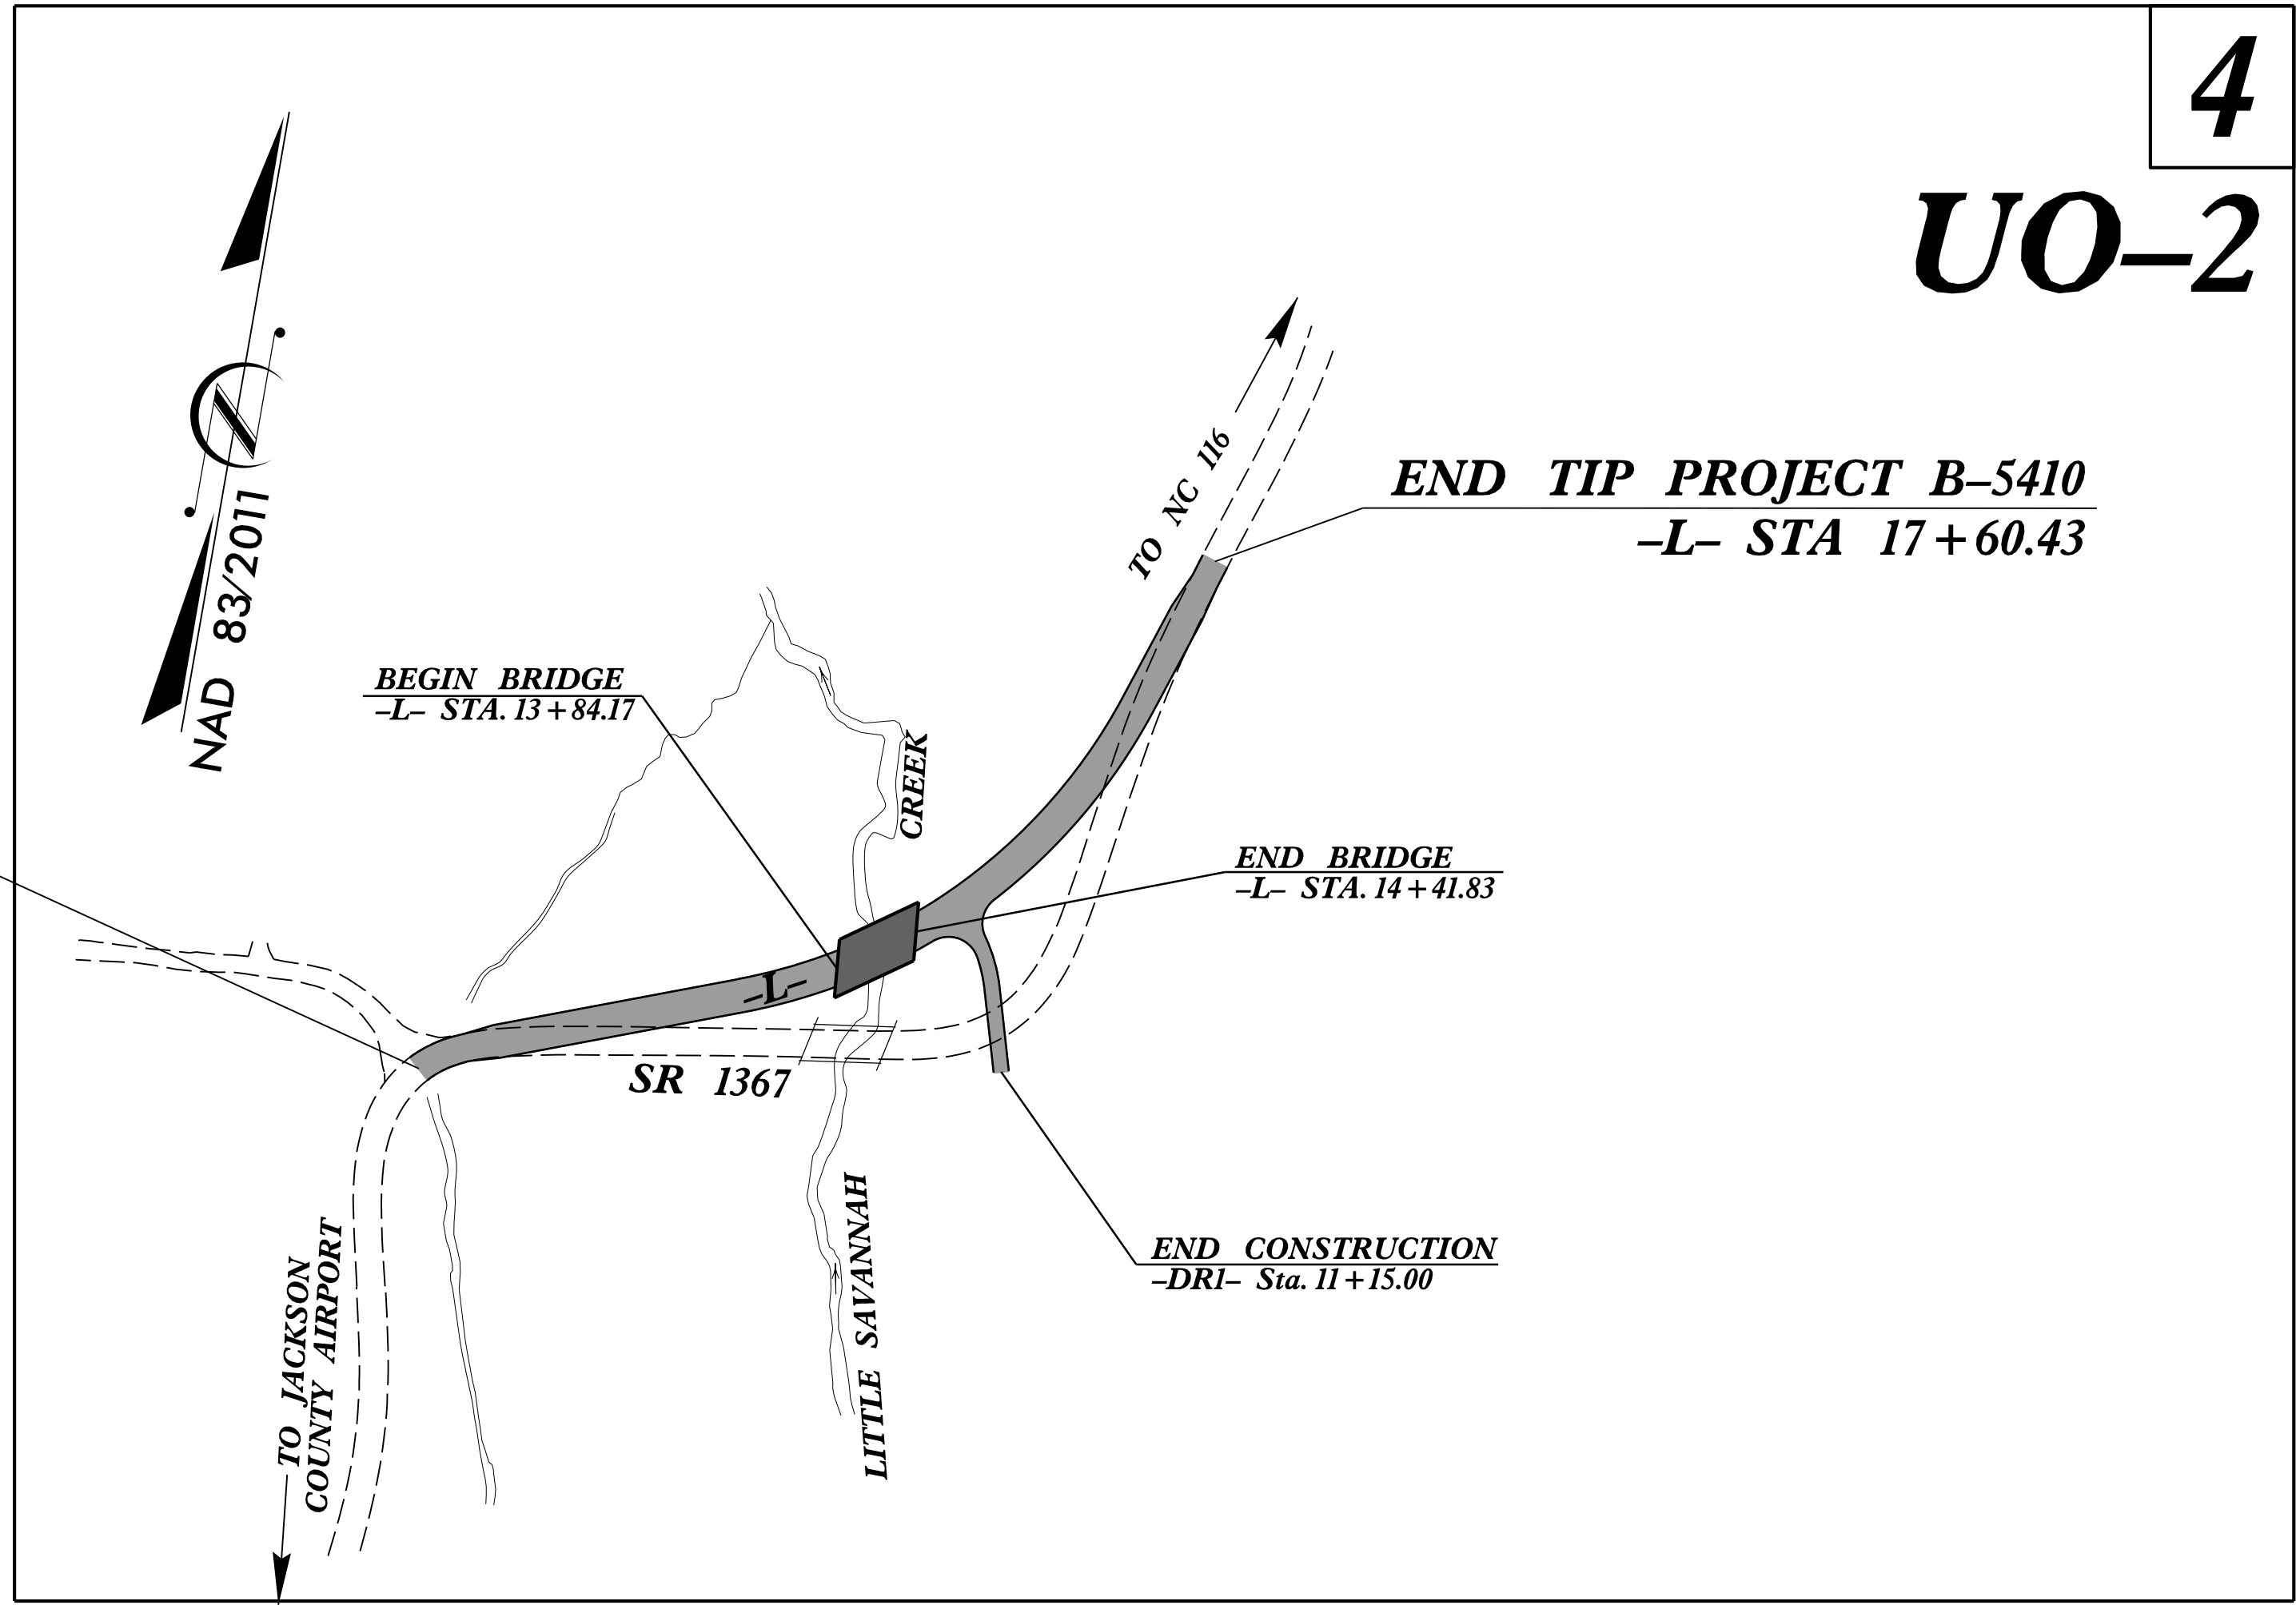 4
UO–2
N
NAD 83/2011
TO NC 116
END TIP PROJECT B–5410
–L– STA 17+60.43
BEGIN BRIDGE
–L– STA. 13+84.17
CREEK
END BRIDGE
–L– STA. 14+41.83
–L–
SR 1367
LITTLE SAVANNAH
END CONSTRUCTION
–DR1– Sta. 11+15.00
TO JACKSON
COUNTY AIRPORT